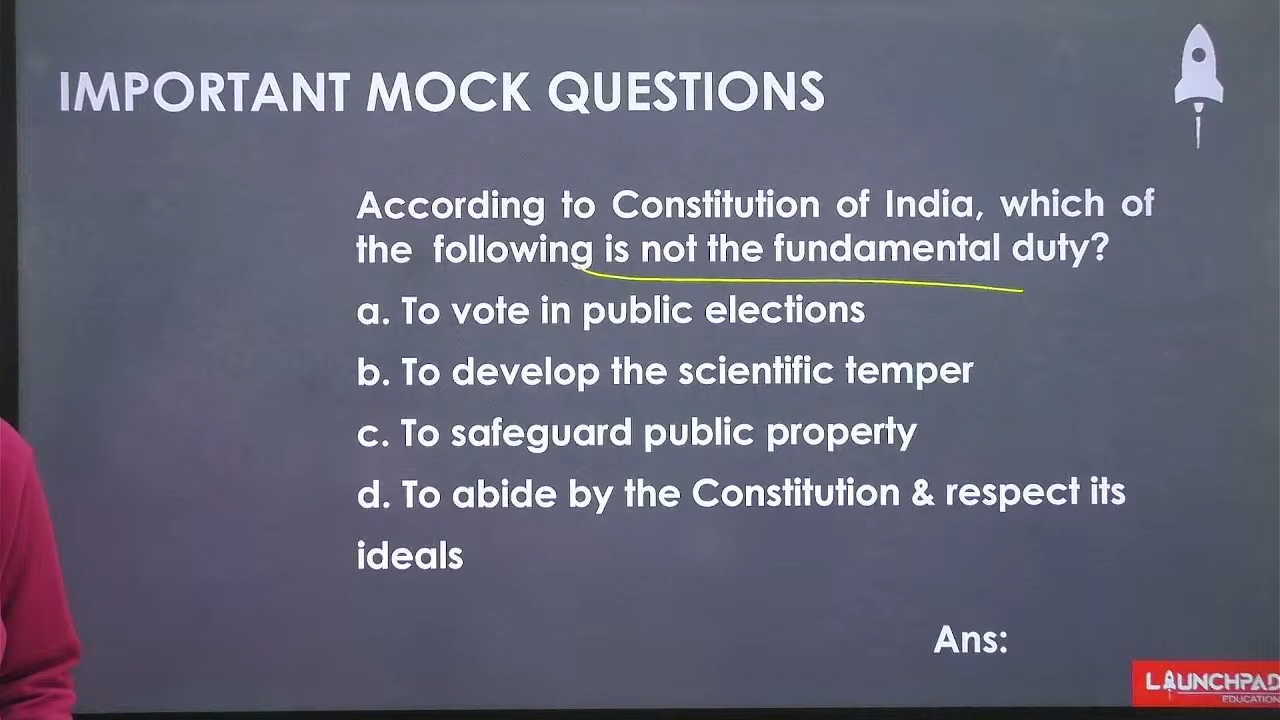 IMPORTANT MOCK QUESTIONS
According to Constitution of India, which of
the following is not the fundamental duty?
a. To vote in public elections
b. To develop the scientific temper
c. To safeguard public property
d. To abide by the Constitution & respect its
ideals
Ans:
LAUNCHPAD
EDUCATION